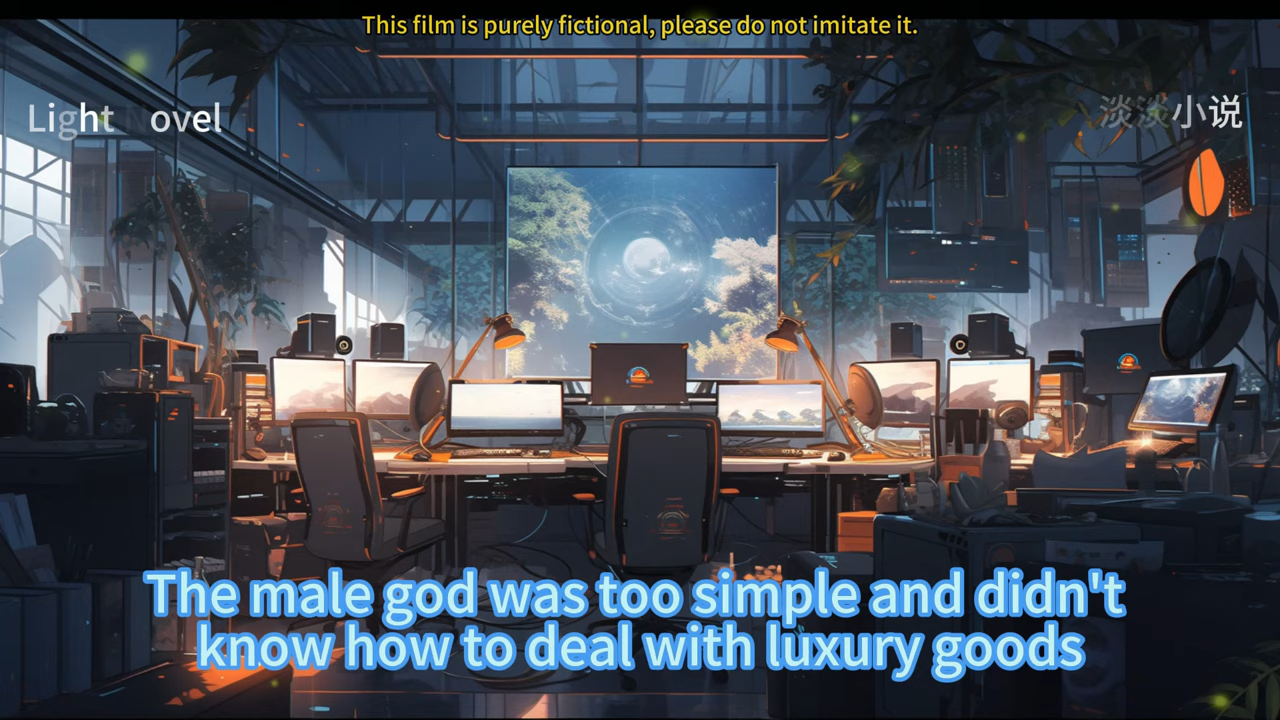 This film is purely fictional, please do not imitate it.
Light Novel
淡淡小说
The male god was too simple and didn't
know how to deal with luxury goods